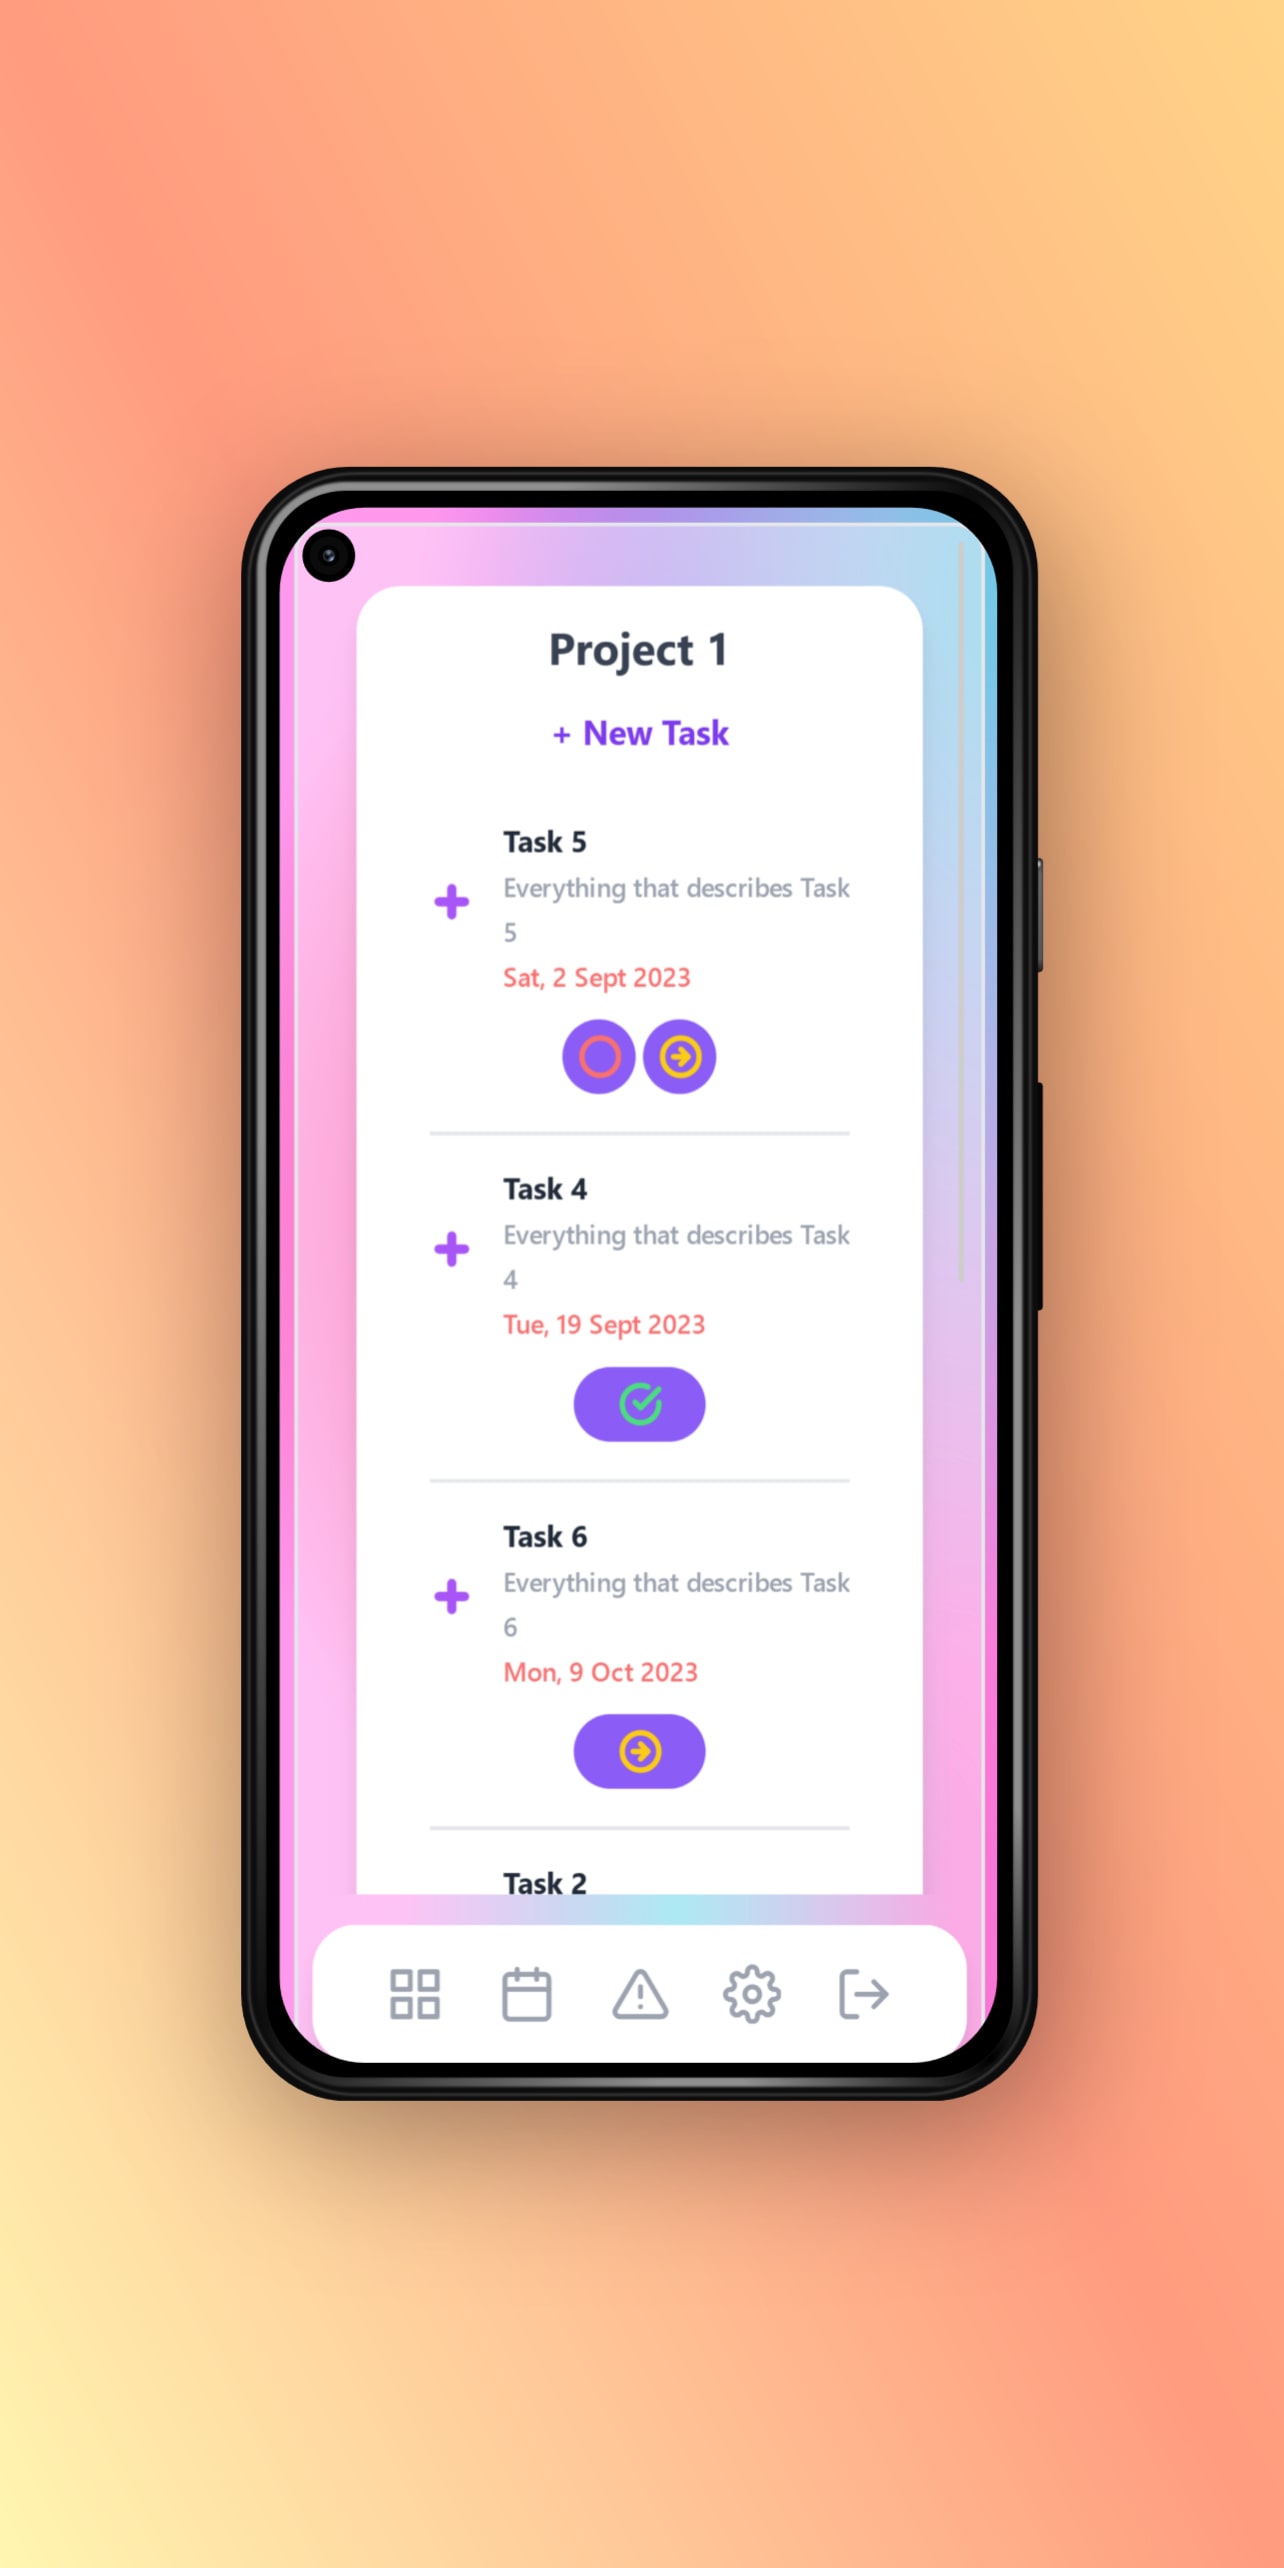 Project 1
+ New Task
Task 5
Everything that describes Task
5
Sat, 2 Sept 2023
Task 4
Everything that describes Task
4
Tue, 19 Sept 2023
Task 6
Everything that describes Task
6
Mon, 9 Oct 2023
Task 2